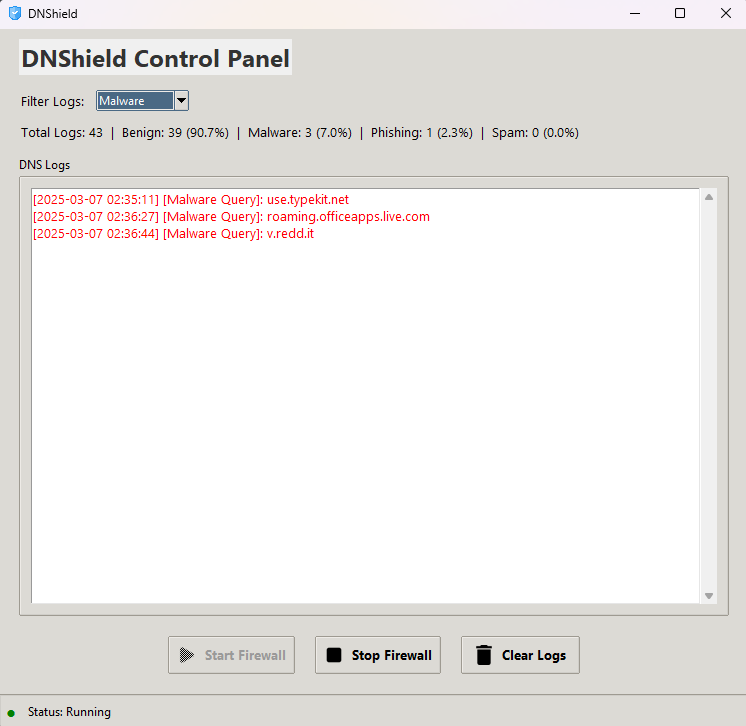 DNShield
DNShield Control Panel
Filter Logs: Malware
Total Logs: 43 | Benign: 39 (90.7%) | Malware: 3 (7.0%) | Phishing: 1 (2.3%) | Spam: 0 (0.0%)
DNS Logs
[2025-03-07 02:35:11] [Malware Query]: use.typekit.net
[2025-03-07 02:36:27] [Malware Query]: roaming.officeapps.live.com
[2025-03-07 02:36:44] [Malware Query]: v.redd.it
Start Firewall Stop Firewall Clear Logs
Status: Running